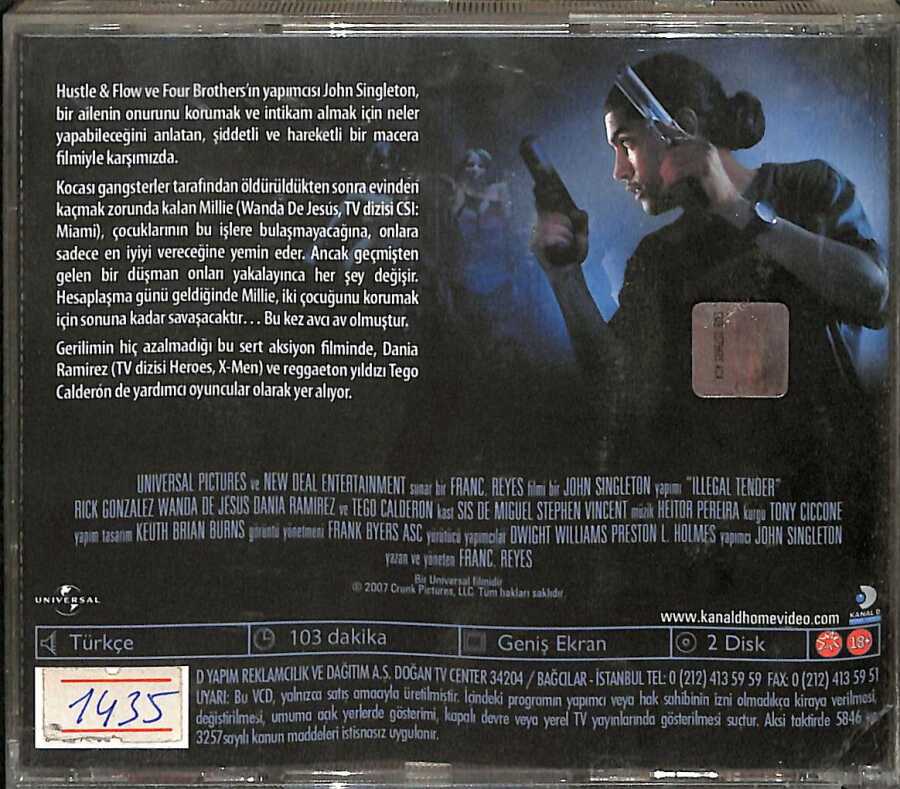 Hustle & Flow ve Four Brothers'ın yapımcısı John Singleton,
bir ailenin onurunu korumak ve intikam almak için neler
yapabileceğini anlatan, şiddetli ve hareketli bir macera
filmiyle karşımızda.
Kocası gangsterler tarafından öldürüldükten sonra evinden
kaçmak zorunda kalan Millie (Wanda De Jesús, TV dizisi CSI:
Miami), çocuklarının bu işlere bulaşmayacağına, onlara
sadece en iyiyi vereceğine yemin eder. Ancak geçmişten
gelen bir düşman onları yakalayınca her şey değişir.
Hesaplaşma günü geldiğinde Millie, iki çocuğunu korumak
için sonuna kadar savaşacaktır... Bu kez avcı av olmuştur.
Gerilimin hiç azalmadığı bu sert aksiyon filminde, Dania
Ramirez (TV dizisi Heroes, X-Men) ve reggaeton yıldızı Tego
Calderón de yardımcı oyuncular olarak yer alıyor.
UNIVERSAL PICTURES ve NEW DEAL ENTERTAINMENT sunar bir FRANC. REYES filmi bir JOHN SINGLETON yapımı "ILLEGAL TENDER"
RICK GONZALEZ WANDA DE JESUS DANIA RAMIREZ ve TEGO CALDERON kast SIS DE MIGUEL STEPHEN VINCENT müzik HEITOR PEREIRA kurgu TONY CICCONE
yapım tasarım KEUTH BRIAN BURNS görüntü yönetmeni FRANK BYERS ASC yürütücü yapımcılar DWIGHT WILLIAMS PRESTON L. HOLMES yapımcı JOHN SINGLETON
yazan ve yöneten FRANC. REYES
Bir Universal filmidir
© 2007 Crunk Pictures, LLC Tüm hakları saklıdır.
UNIVERSAL
KANAL D
www.kanaldhomevideo.com
Türkçe 103 dakika Geniş Ekran 2 Disk 18+
D YAPIM REKLAMCILIK VE DAĞITIM A.Ş. DOĞAN TV CENTER 34204 / BAĞCILAR - İSTANBUL TEL: 0 (212) 413 59 59 FAX: 0 (212) 413 59 51
UYARI: Bu VCD, yalnızca satış amacıyla üretilmiştir. İçindeki programın yapımcı veya hak sahibinin izni olmadıkca kiraya verilmesi,
değiştirilmesi, umuma açık yerlerde gösterimi, kapalı devre veya yerel TV yayınlarında gösterilmesi suctur. Aksi taktirde 5846 ve
3257sayılı kanun maddeleri istisnasız uygulanır.
1435